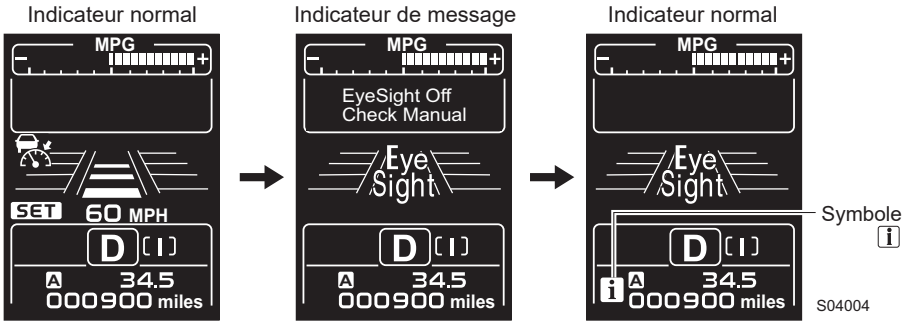 Indicateur normal
MPG
− +
SET 60 MPH
D [I]
A 34.5
000900 miles
Indicateur de message
MPG
− +
EyeSight Off
Check Manual
Eye
Sight
D [I]
A 34.5
000900 miles
Indicateur normal
MPG
− +
Eye
Sight
D [I]
A 34.5
i 000900 miles
Symbole
i
S04004